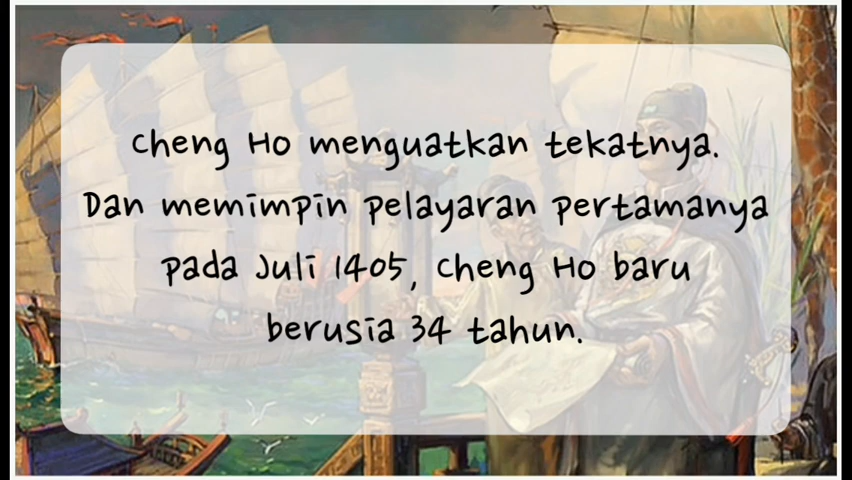 Cheng Ho menguatkan tekatnya.
Dan memimpin pelayaran pertamanya
pada Juli 1405, Cheng Ho baru
berusia 34 tahun.